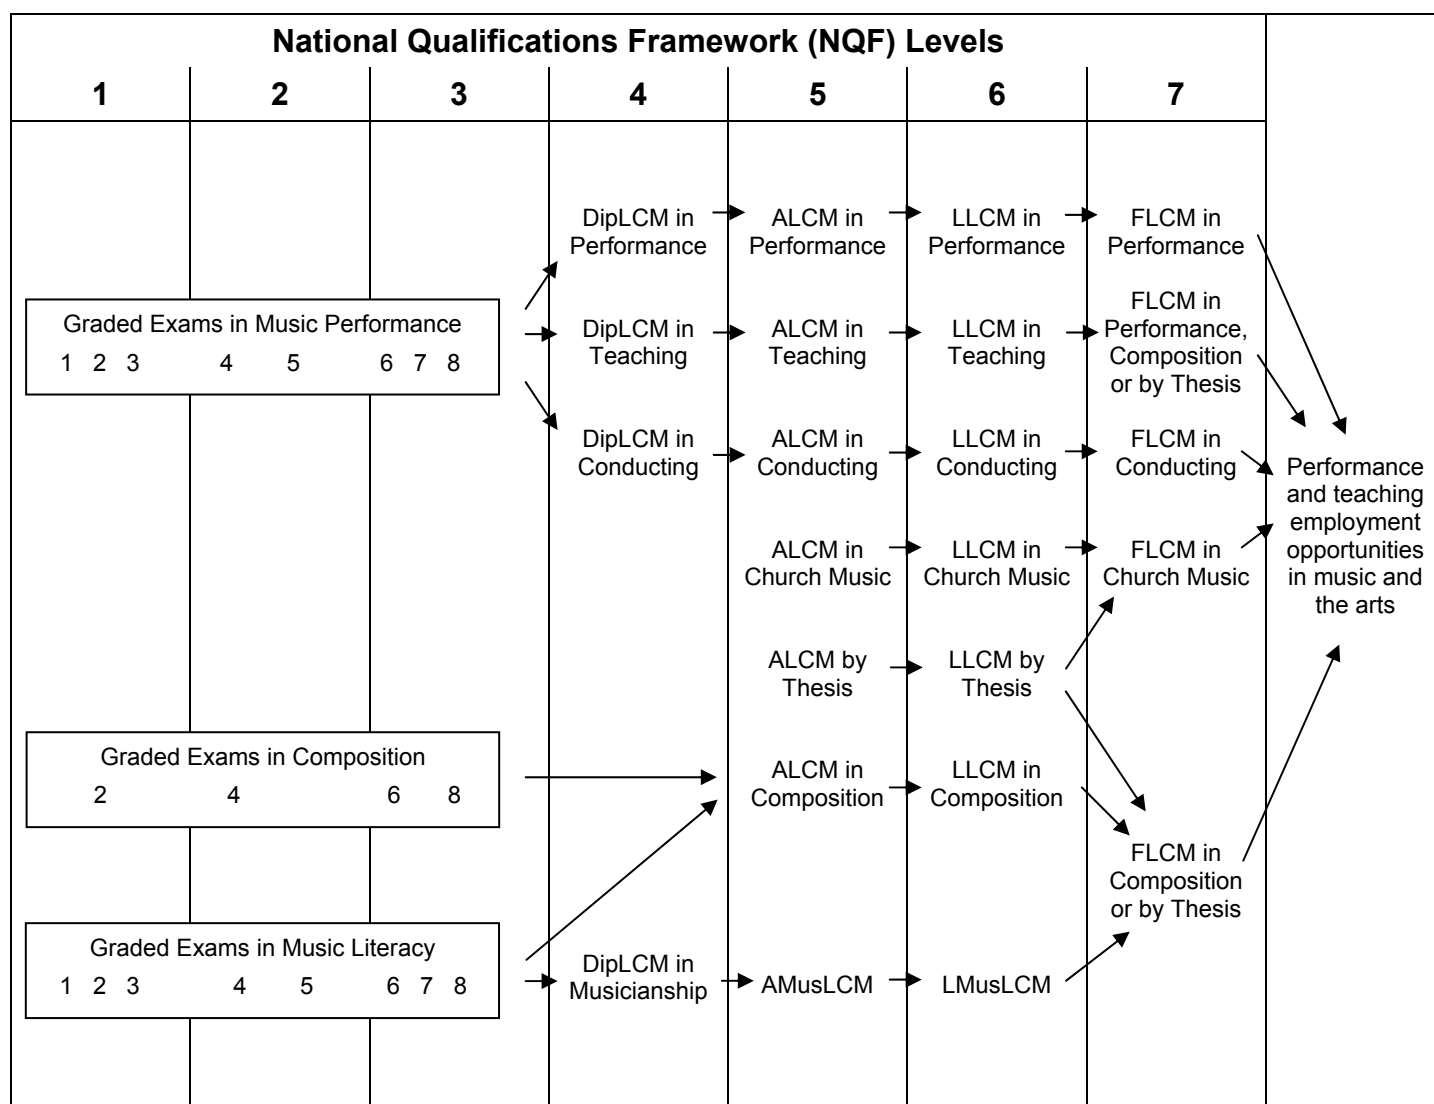 National Qualifications Framework (NQF) Levels
1 2 3 4 5 6 7
DipLCM in
Performance
ALCM in
Performance
LLCM in
Performance
FLCM in
Performance
Graded Exams in Music Performance
1 2 3 4 5 6 7 8
DipLCM in
Teaching
ALCM in
Teaching
LLCM in
Teaching
FLCM in
Performance,
Composition
or by Thesis
DipLCM in
Conducting
ALCM in
Conducting
LLCM in
Conducting
FLCM in
Conducting
Performance
and teaching
employment
opportunities
in music and
the arts
ALCM in
Church Music
LLCM in
Church Music
FLCM in
Church Music
ALCM by
Thesis
LLCM by
Thesis
Graded Exams in Composition
2 4 6 8
ALCM in
Composition
LLCM in
Composition
FLCM in
Composition
or by Thesis
Graded Exams in Music Literacy
1 2 3 4 5 6 7 8
DipLCM in
Musicianship
AMusLCM
LMusLCM